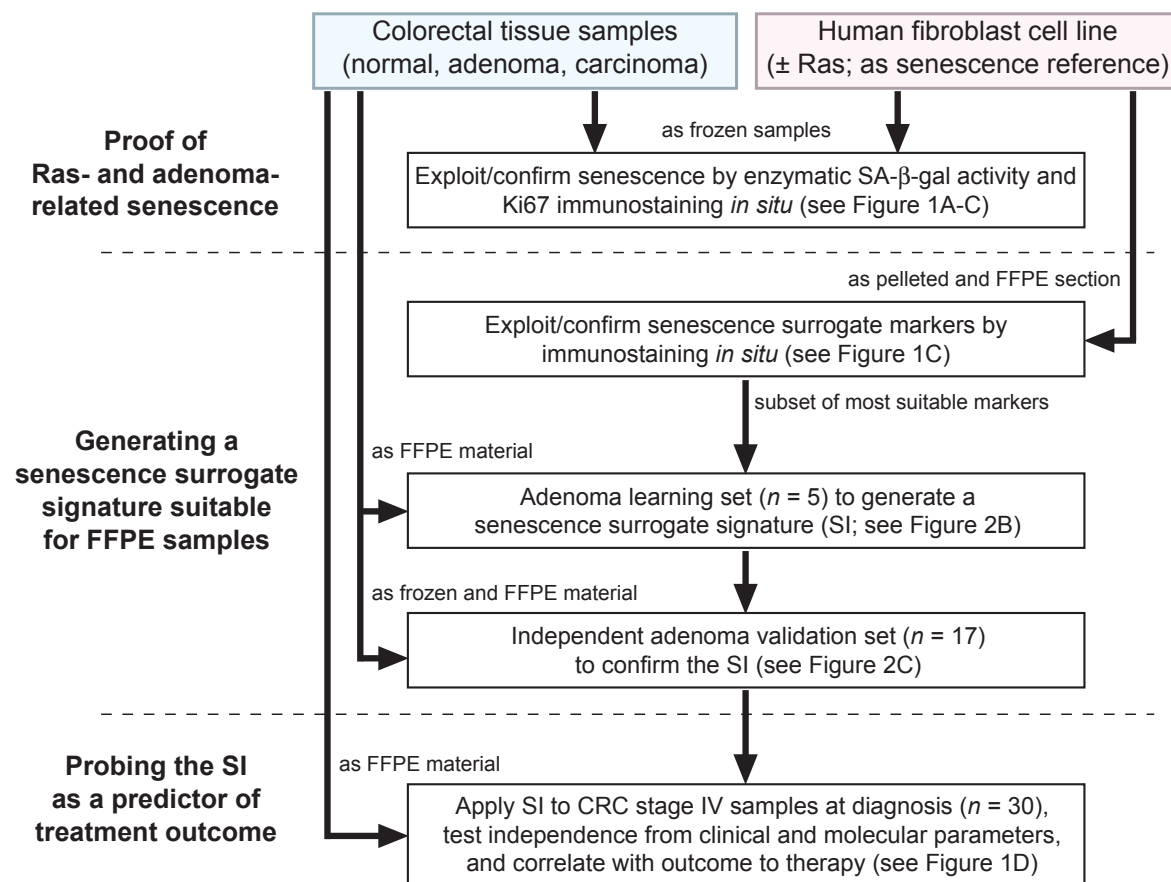 Colorectal tissue samples
(normal, adenoma, carcinoma)
Human fibroblast cell line
(± Ras; as senescence reference)
Proof of
Ras- and adenoma-
related senescence
as frozen samples
Exploit/confirm senescence by enzymatic SA-β-gal activity and
Ki67 immunostaining in situ (see Figure 1A-C)
as pelleted and FFPE section
Exploit/confirm senescence surrogate markers by
immunostaining in situ (see Figure 1C)
subset of most suitable markers
Generating a
senescence surrogate
signature suitable
for FFPE samples
as FFPE material
Adenoma learning set (n = 5) to generate a
senescence surrogate signature (SI; see Figure 2B)
as frozen and FFPE material
Independent adenoma validation set (n = 17)
to confirm the SI (see Figure 2C)
Probing the SI
as a predictor of
treatment outcome
as FFPE material
Apply SI to CRC stage IV samples at diagnosis (n = 30),
test independence from clinical and molecular parameters,
and correlate with outcome to therapy (see Figure 1D)